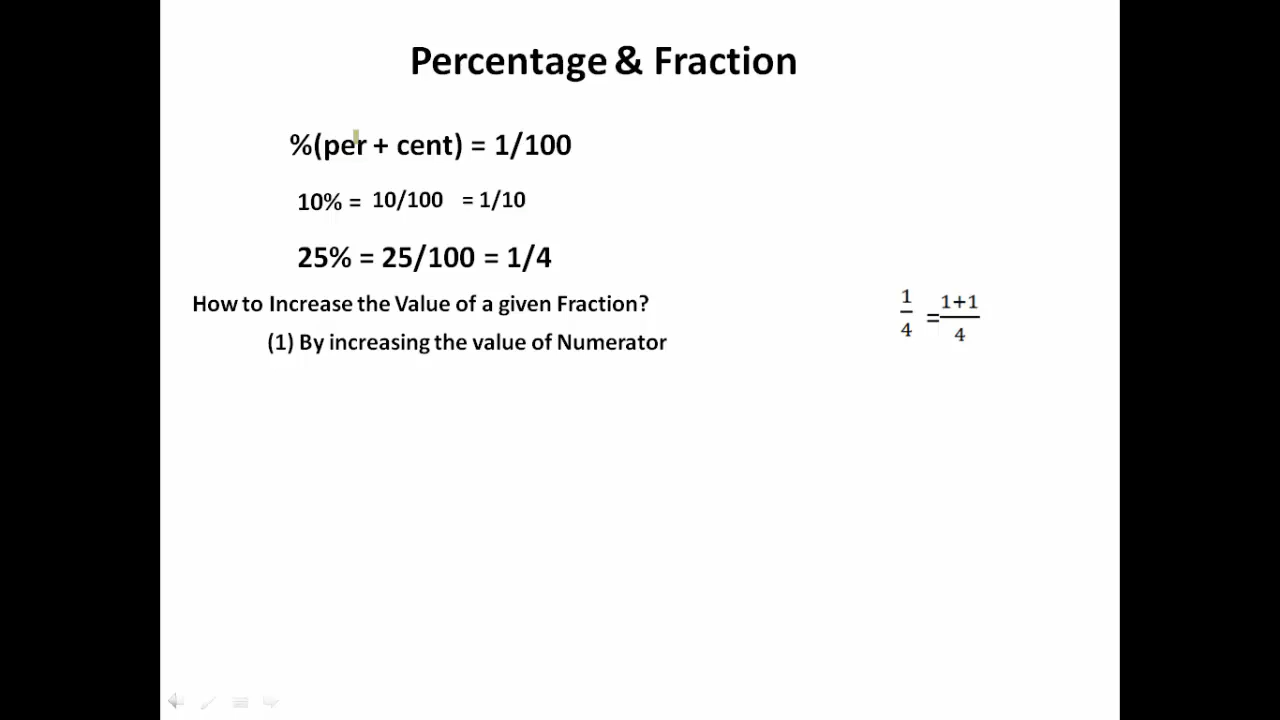 Percentage & Fraction
%(per + cent) = 1/100
10% = 10/100 = 1/10
25% = 25/100 = 1/4
How to Increase the Value of a given Fraction?
1/4 = 1+1/4
(1) By increasing the value of Numerator